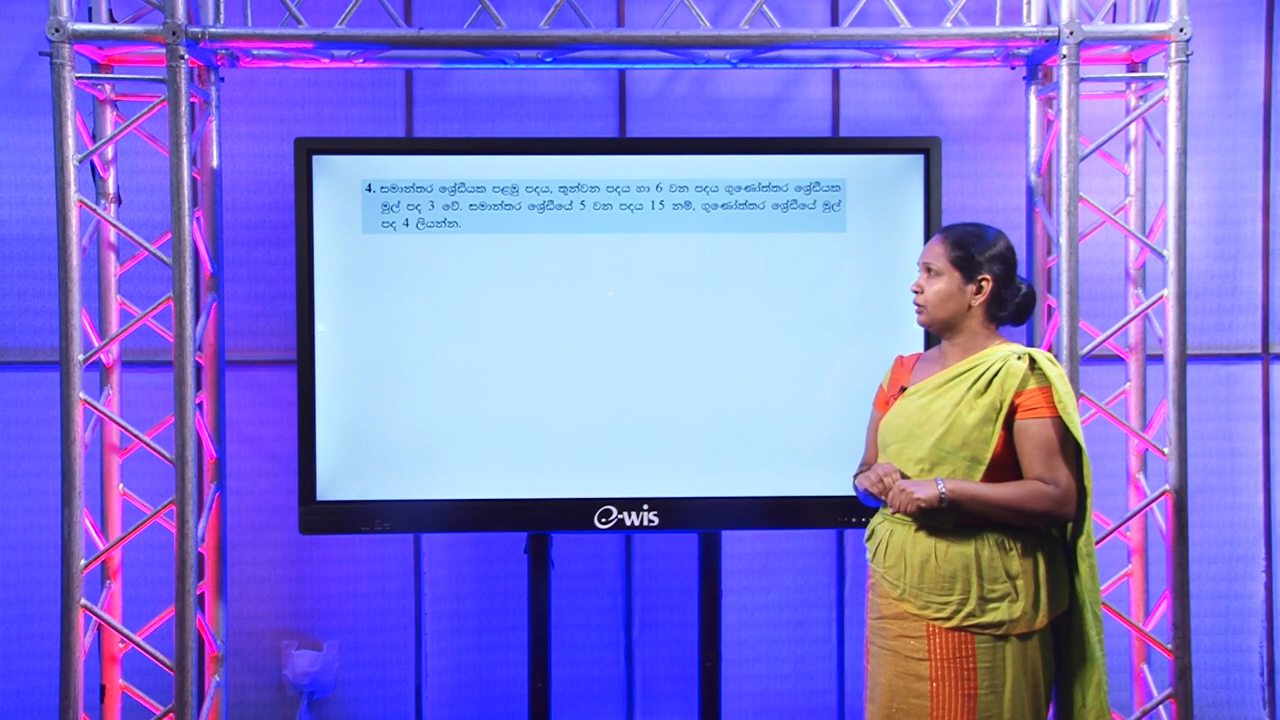 4. සමාන්තර ශ්‍රේඪියක පළමු පදය, තුන්වන පදය හා 6 වන පදය ගුණෝත්තර ශ්‍රේඪියක
මුල් පද 3 වේ. සමාන්තර ශ්‍රේඪියේ 5 වන පදය 15 නම්, ගුණෝත්තර ශ්‍රේඪියේ මුල්
පද 4 ලියන්න.
e-wis